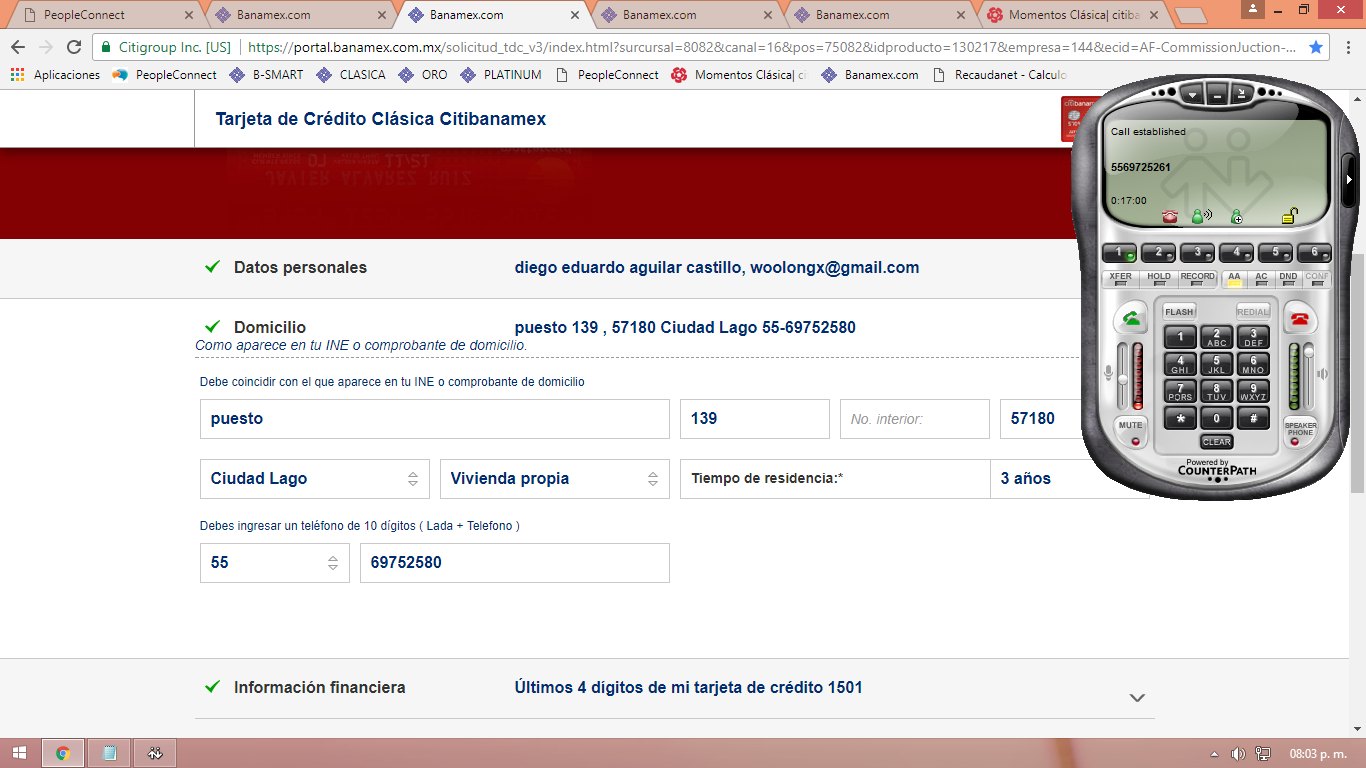 PeopleConnect
Banamex.com
Banamex.com
Banamex.com
Banamex.com
Momentos Clásica| citiba
Citigroup Inc. [US] https://portal.banamex.com.mx/solicitud_tdc_v3/index.html?surcursal=8082&canal=16&pos=75082&idproducto=130217&empresa=144&ecid=AF-CommissionJuction-...
Aplicaciones PeopleConnect B-SMART CLASICA ORO PLATINUM PeopleConnect Momentos Clásica| ci Banamex.com Recaudanet - Calculo
Tarjeta de Crédito Clásica Citibanamex
citibanam
07 11/21
JAVIER ALVAREZ RUIZ
Datos personales diego eduardo aguilar castillo, woolongx@gmail.com
Domicilio puesto 139 , 57180 Ciudad Lago 55-69752580
Como aparece en tu INE o comprobante de domicilio.
Debe coincidir con el que aparece en tu INE o comprobante de domicilio
puesto 139 No. interior: 57180
Ciudad Lago Vivienda propia Tiempo de residencia:* 3 años
Debes ingresar un teléfono de 10 dígitos ( Lada + Telefono )
55 69752580
Información financiera Últimos 4 dígitos de mi tarjeta de crédito 1501
Call established
5569725261
0:17:00
1 2 3 4 5 6
XFER HOLD RECORD AA AC DND CONF
FLASH REDIAL
1 2 ABC 3 DEF
4 GHI 5 JKL 6 MNO
7 PQRS 8 TUV 9 WXYZ
* 0 #
MUTE
SPEAKER PHONE
CLEAR
Powered by
COUNTERPATH
08:03 p. m.